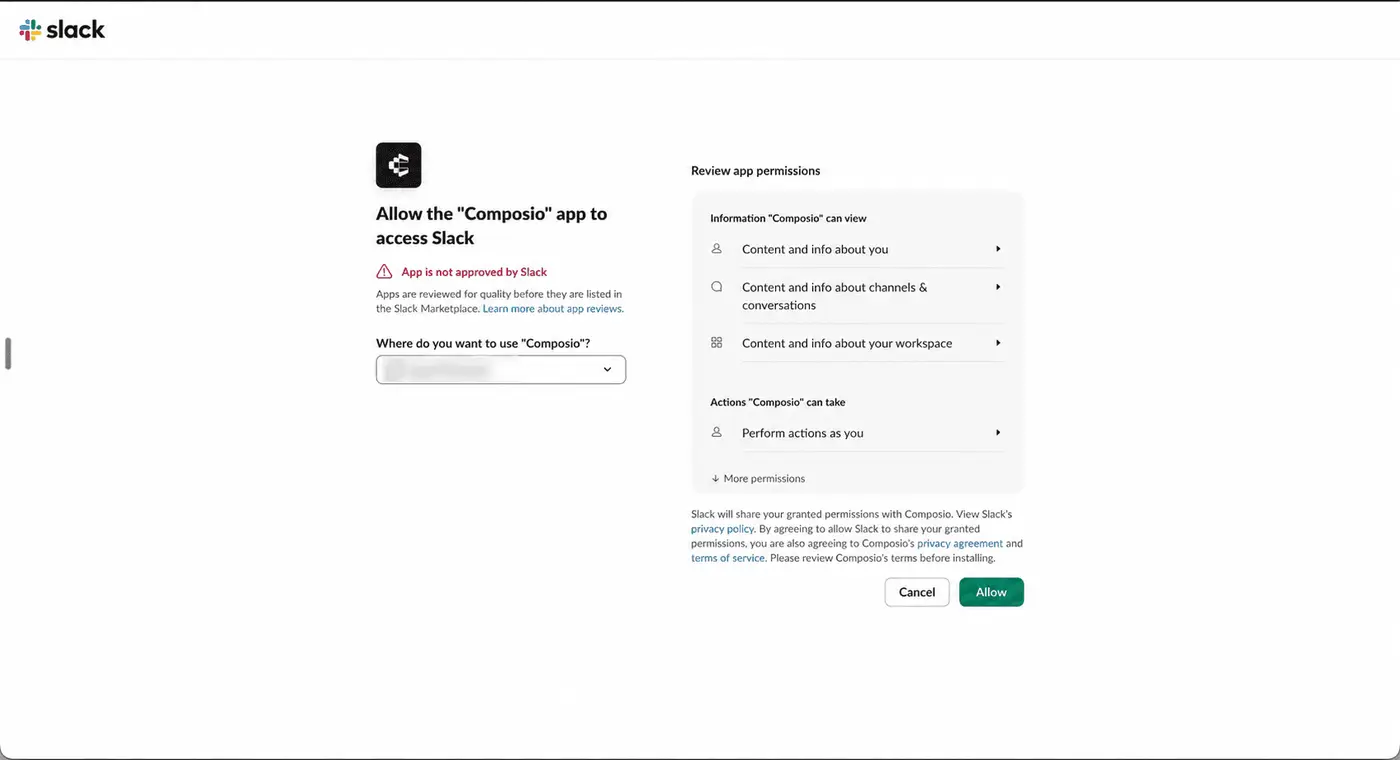 slack
Allow the "Composio" app to
access Slack
App is not approved by Slack
Apps are reviewed for quality before they are listed in
the Slack Marketplace. Learn more about app reviews.
Where do you want to use "Composio"?
Review app permissions
Information "Composio" can view
Content and info about you
Content and info about channels &
conversations
Content and info about your workspace
Actions "Composio" can take
Perform actions as you
↓ More permissions
Slack will share your granted permissions with Composio. View Slack's
privacy policy. By agreeing to allow Slack to share your granted
permissions, you are also agreeing to Composio's privacy agreement and
terms of service. Please review Composio's terms before installing.
Cancel
Allow